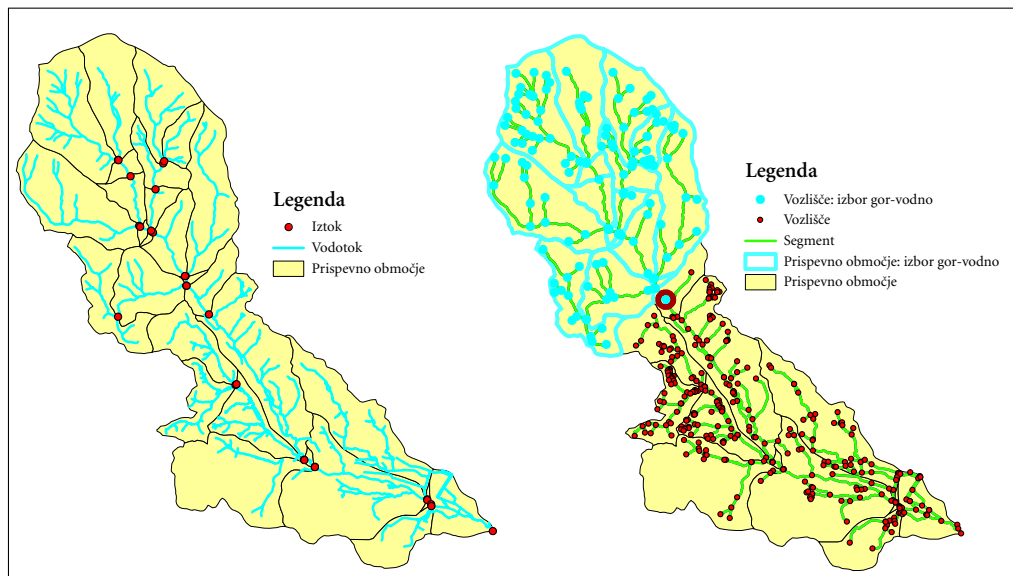 Legenda
Iztok
Vodotok
Prispevno območje
Legenda
Vozlišče: izbor gor-vodno
Vozlišče
Segment
Prispevno območje: izbor gor-vodno
Prispevno območje